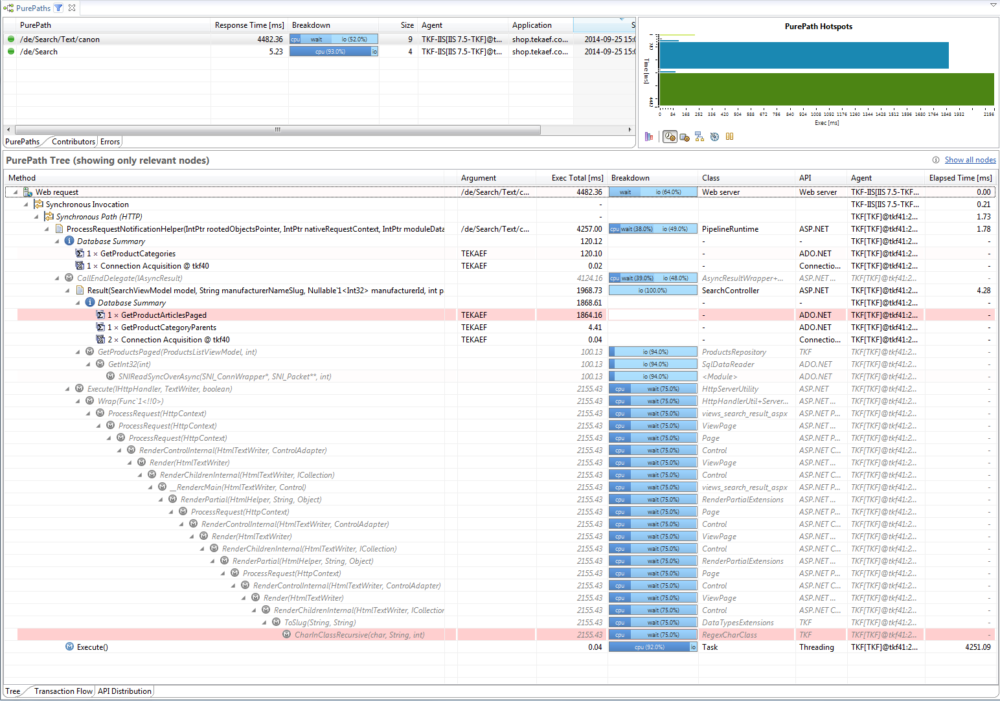 PurePaths
PurePath Response Time [ms] Breakdown Size Agent Application S
/de/Search/Text/canon 4482.36 cpu wait io (52.0%) 9 TKF-IIS[IIS 7.5-TKF]@t... shop.tekaef.co... 2014-09-25 15:0
/de/Search 5.23 cpu (93.0%) io 4 TKF-IIS[IIS 7.5-TKF]@t... shop.tekaef.co... 2014-09-25 15:0
PurePaths Contributors Errors
PurePath Hotspots
Time [ms]
787
4482
0 84 168 252 336 420 504 588 672 756 840 924 1008 1092 1176 1260 1344 1428 1512 1596 1680 1764 1848 1932 2156
Exec [ms]
PurePath Tree (showing only relevant nodes) Show all nodes
Method Argument Exec Total [ms] Breakdown Class API Agent Elapsed Time [ms]
Web request /de/Search/Text/c... 4482.36 wait io (64.0%) Web server Web server TKF-IIS[IIS 7.5-TKF... 0.00
Synchronous Invocation - TKF-IIS[IIS 7.5-TKF... 0.21
Synchronous Path (HTTP) - TKF[TKF]@tkf41:2... 1.73
ProcessRequestNotificationHelper(IntPtr rootedObjectsPointer, IntPtr nativeRequestContext, IntPtr moduleData /de/Search/Text/c... 4257.00 cpu wait (38.0%) io (49.0%) PipelineRuntime ASP.NET TKF[TKF]@tkf41:2... 1.78
Database Summary 120.12 - - TKF[TKF]@tkf41:2... -
1 × GetProductCategories TEKAEF 120.10 - ADO.NET TKF[TKF]@tkf41:2... -
1 × Connection Acquisition @ tkf40 TEKAEF 0.02 - Connectio... TKF[TKF]@tkf41:2... -
CallEndDelegate(IAsyncResult) 4124.16 cpu wait (39.0%) io (48.0%) AsyncResultWrapper+... ASP.NET TKF[TKF]@tkf41:2... -
Result(SearchViewModel model, String manufacturerNameSlug, Nullable`1<Int32> manufactureId, int p 1968.73 io (100.0%) SearchController ASP.NET TKF[TKF]@tkf41:2... 4.28
Database Summary 1868.61 - - TKF[TKF]@tkf41:2... -
1 × GetProductArticlesPaged TEKAEF 1864.16 - ADO.NET TKF[TKF]@tkf41:2... -
1 × GetProductCategoryParents TEKAEF 4.41 - ADO.NET TKF[TKF]@tkf41:2... -
2 × Connection Acquisition @ tkf40 TEKAEF 0.04 - Connectio... TKF[TKF]@tkf41:2... -
GetProductsPaged(ProductsListViewModel, int) 100.13 io (94.0%) ProductsRepository TKF TKF[TKF]@tkf41:2... -
GetInt32(int) 100.13 io (94.0%) SqlDataReader ADO.NET TKF[TKF]@tkf41:2... -
SNIReadSyncOverAsync(SNI_ConnWrapper*, SNI_Packet**, int) 100.13 io (94.0%) <Module> ADO.NET TKF[TKF]@tkf41:2... -
Execute(IHttpHandler, TextWriter, boolean) 2155.43 cpu wait (75.0%) HttpServerUtility ASP.NET TKF[TKF]@tkf41:2... -
Wrap(Func`1<!!0>) 2155.43 cpu wait (75.0%) HttpHandlerUtil+Server... ASP.NET TKF[TKF]@tkf41:2... -
ProcessRequest(HttpContext) 2155.43 cpu wait (75.0%) views_search_result_aspx ASP.NET P... TKF[TKF]@tkf41:2... -
ProcessRequest(HttpContext) 2155.43 cpu wait (75.0%) ViewPage ASP.NET ... TKF[TKF]@tkf41:2... -
ProcessRequest(HttpContext) 2155.43 cpu wait (75.0%) Page ASP.NET P... TKF[TKF]@tkf41:2... -
RenderControlInternal(HtmlTextWriter, ControlAdapter) 2155.43 cpu wait (75.0%) Control ASP.NET C... TKF[TKF]@tkf41:2... -
Render(HtmlTextWriter) 2155.43 cpu wait (75.0%) ViewPage ASP.NET ... TKF[TKF]@tkf41:2... -
RenderChildrenInternal(HtmlTextWriter, ICollection) 2155.43 cpu wait (75.0%) Control ASP.NET C... TKF[TKF]@tkf41:2... -
__RendercMain(HtmlTextWriter, Control) 2155.43 cpu wait (75.0%) views_search_result_aspx ASP.NET P... TKF[TKF]@tkf41:2... -
RenderPartial(HtmlHelper, String, Object) 2155.43 cpu wait (75.0%) RenderPartialExtensions ASP.NET ... TKF[TKF]@tkf41:2... -
ProcessRequest(HttpContext) 2155.43 cpu wait (75.0%) Page ASP.NET P... TKF[TKF]@tkf41:2... -
RenderControlInternal(HtmlTextWriter, ControlAdapter) 2155.43 cpu wait (75.0%) Control ASP.NET C... TKF[TKF]@tkf41:2... -
Render(HtmlTextWriter) 2155.43 cpu wait (75.0%) ViewPage ASP.NET ... TKF[TKF]@tkf41:2... -
RenderChildrenInternal(HtmlTextWriter, ICollection) 2155.43 cpu wait (75.0%) Control ASP.NET C... TKF[TKF]@tkf41:2... -
RenderPartial(HtmlHelper, String, Object) 2155.43 cpu wait (75.0%) RenderPartialExtensions ASP.NET ... TKF[TKF]@tkf41:2... -
ProcessRequest(HttpContext) 2155.43 cpu wait (75.0%) Page ASP.NET P... TKF[TKF]@tkf41:2... -
RenderControlInternal(HtmlTextWriter, ControlAdapter) 2155.43 cpu wait (75.0%) Control ASP.NET C... TKF[TKF]@tkf41:2... -
Render(HtmlTextWriter) 2155.43 cpu wait (75.0%) ViewPage ASP.NET ... TKF[TKF]@tkf41:2... -
RenderChildrenInternal(HtmlTextWriter, ICollection 2155.43 cpu wait (75.0%) Control ASP.NET C... TKF[TKF]@tkf41:2... -
ToSlug(String, String) 2155.43 cpu wait (75.0%) DataTypesExtensions TKF TKF[TKF]@tkf41:2... -
CharInClassRecursive(char, String, int) 2155.43 cpu wait (75.0%) RegexCharClass TKF TKF[TKF]@tkf41:2... -
Execute() 0.04 cpu (92.0%) io Task Threading TKF[TKF]@tkf41:2... 4251.09
Tree Transaction Flow API Distribution